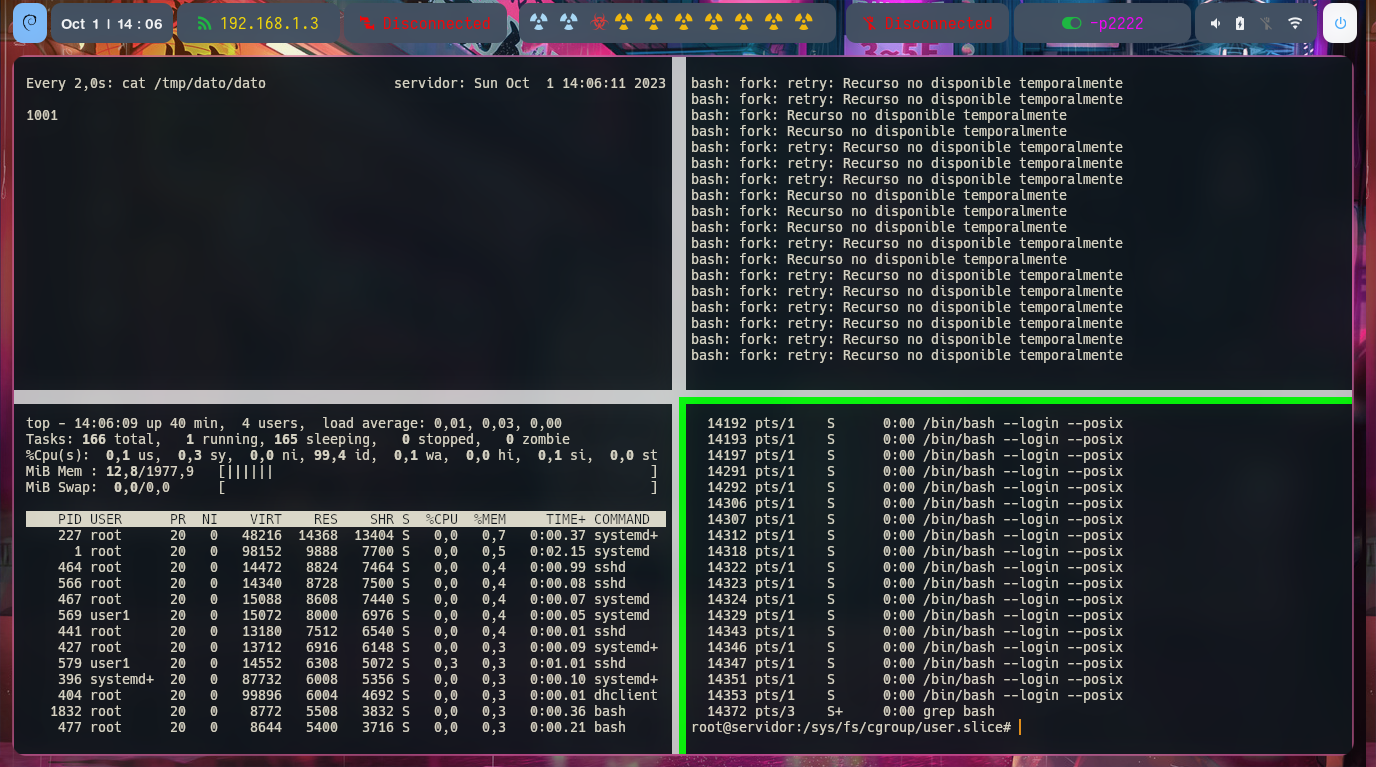 Oct 1 | 14 : 06
192.168.1.3
Disconnected
Disconnected
~p2222
Every 2,0s: cat /tmp/dato/dato servidor: Sun Oct 1 14:06:11 2023
1001
bash: fork: retry: Recurso no disponible temporalmente
bash: fork: retry: Recurso no disponible temporalmente
bash: fork: Recurso no disponible temporalmente
bash: fork: Recurso no disponible temporalmente
bash: fork: retry: Recurso no disponible temporalmente
bash: fork: retry: Recurso no disponible temporalmente
bash: fork: retry: Recurso no disponible temporalmente
bash: fork: Recurso no disponible temporalmente
bash: fork: Recurso no disponible temporalmente
bash: fork: Recurso no disponible temporalmente
bash: fork: retry: Recurso no disponible temporalmente
bash: fork: Recurso no disponible temporalmente
bash: fork: retry: Recurso no disponible temporalmente
bash: fork: retry: Recurso no disponible temporalmente
bash: fork: retry: Recurso no disponible temporalmente
bash: fork: retry: Recurso no disponible temporalmente
bash: fork: retry: Recurso no disponible temporalmente
bash: fork: retry: Recurso no disponible temporalmente
top - 14:06:09 up 40 min, 4 users, load average: 0,01, 0,03, 0,00
Tasks: 166 total, 1 running, 165 sleeping, 0 stopped, 0 zombie
%Cpu(s): 0,1 us, 0,3 sy, 0,0 ni, 99,4 id, 0,1 wa, 0,0 hi, 0,1 si, 0,0 st
MiB Mem : 12,8/1977,9 [|||||| ]
MiB Swap: 0,0/0,0 [ ]
PID USER PR NI VIRT RES SHR S %CPU %MEM TIME+ COMMAND
227 root 20 0 48216 14368 13404 S 0,0 0,7 0:00.37 systemd+
1 root 20 0 98152 9888 7700 S 0,0 0,5 0:02.15 systemd
464 root 20 0 14472 8824 7464 S 0,0 0,4 0:00.99 sshd
566 root 20 0 14340 8728 7500 S 0,0 0,4 0:00.08 sshd
467 root 20 0 15088 8608 7440 S 0,0 0,4 0:00.07 systemd
569 user1 20 0 15072 8000 6976 S 0,0 0,4 0:00.05 systemd
441 root 20 0 13180 7512 6540 S 0,0 0,4 0:00.01 sshd
427 root 20 0 13712 6916 6148 S 0,0 0,3 0:00.09 systemd+
579 user1 20 0 14552 6308 5072 S 0,3 0,3 0:01.01 sshd
396 systemd+ 20 0 87732 6008 5356 S 0,0 0,3 0:00.10 systemd+
404 root 20 0 99896 6004 4692 S 0,0 0,3 0:00.01 dhclient
1832 root 20 0 8772 5508 3832 S 0,0 0,3 0:00.36 bash
477 root 20 0 8644 5400 3716 S 0,0 0,3 0:00.21 bash
14192 pts/1 S 0:00 /bin/bash --login --posix
14193 pts/1 S 0:00 /bin/bash --login --posix
14197 pts/1 S 0:00 /bin/bash --login --posix
14291 pts/1 S 0:00 /bin/bash --login --posix
14292 pts/1 S 0:00 /bin/bash --login --posix
14306 pts/1 S 0:00 /bin/bash --login --posix
14307 pts/1 S 0:00 /bin/bash --login --posix
14312 pts/1 S 0:00 /bin/bash --login --posix
14318 pts/1 S 0:00 /bin/bash --login --posix
14322 pts/1 S 0:00 /bin/bash --login --posix
14323 pts/1 S 0:00 /bin/bash --login --posix
14324 pts/1 S 0:00 /bin/bash --login --posix
14329 pts/1 S 0:00 /bin/bash --login --posix
14343 pts/1 S 0:00 /bin/bash --login --posix
14346 pts/1 S 0:00 /bin/bash --login --posix
14347 pts/1 S 0:00 /bin/bash --login --posix
14351 pts/1 S 0:00 /bin/bash --login --posix
14353 pts/1 S 0:00 /bin/bash --login --posix
14372 pts/3 S+ 0:00 grep bash
root@servidor:/sys/fs/cgroup/user.slice#